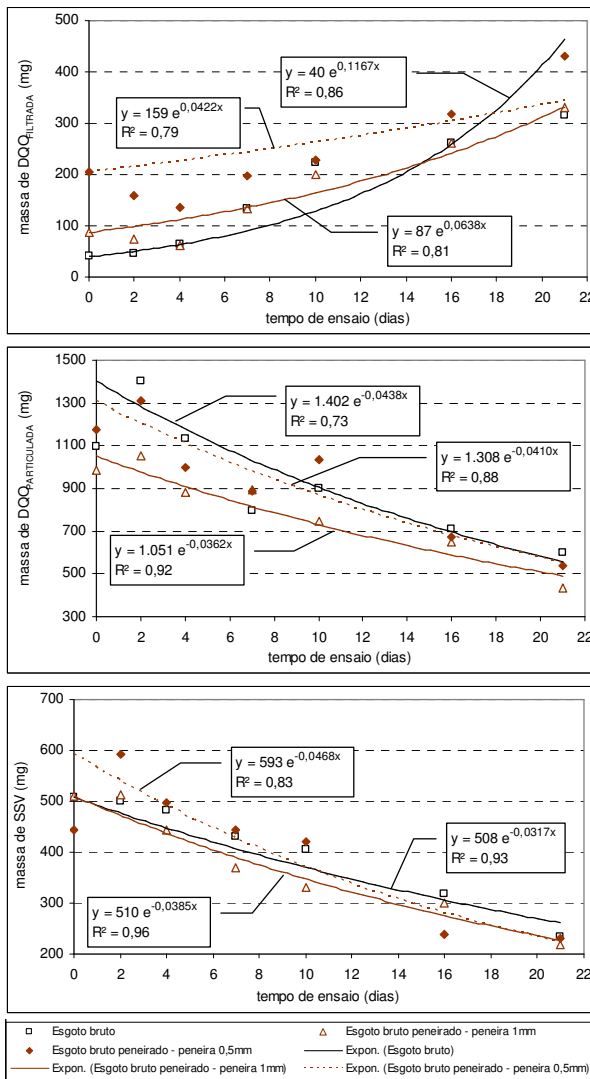 500
400
300
200
100
0
massa de DQO_FILTRADA (mg)
y = 40 e^0,1167x
R² = 0,86
y = 159 e^0,0422x
R² = 0,79
y = 87 e^0,0638x
R² = 0,81
0 2 4 6 8 10 12 14 16 18 20 22
tempo de ensaio (dias)
1500
1300
1100
900
700
500
300
massa de DQO_PARTICULADA (mg)
y = 1.402 e^-0,0438x
R² = 0,73
y = 1.308 e^-0,0410x
R² = 0,88
y = 1.051 e^-0,0362x
R² = 0,92
0 2 4 6 8 10 12 14 16 18 20 22
tempo de ensaio (dias)
700
600
500
400
300
200
massa de SSV (mg)
y = 593 e^-0,0468x
R² = 0,83
y = 508 e^-0,0317x
R² = 0,93
y = 510 e^-0,0385x
R² = 0,96
0 2 4 6 8 10 12 14 16 18 20 22
tempo de ensaio (dias)
Esgoto bruto
Esgoto bruto peneirado - peneira 1mm
Esgoto bruto peneirado - peneira 0,5mm
Expon. (Esgoto bruto)
Expon. (Esgoto bruto peneirado - peneira 1mm)
Expon. (Esgoto bruto peneirado - peneira 0,5mm)